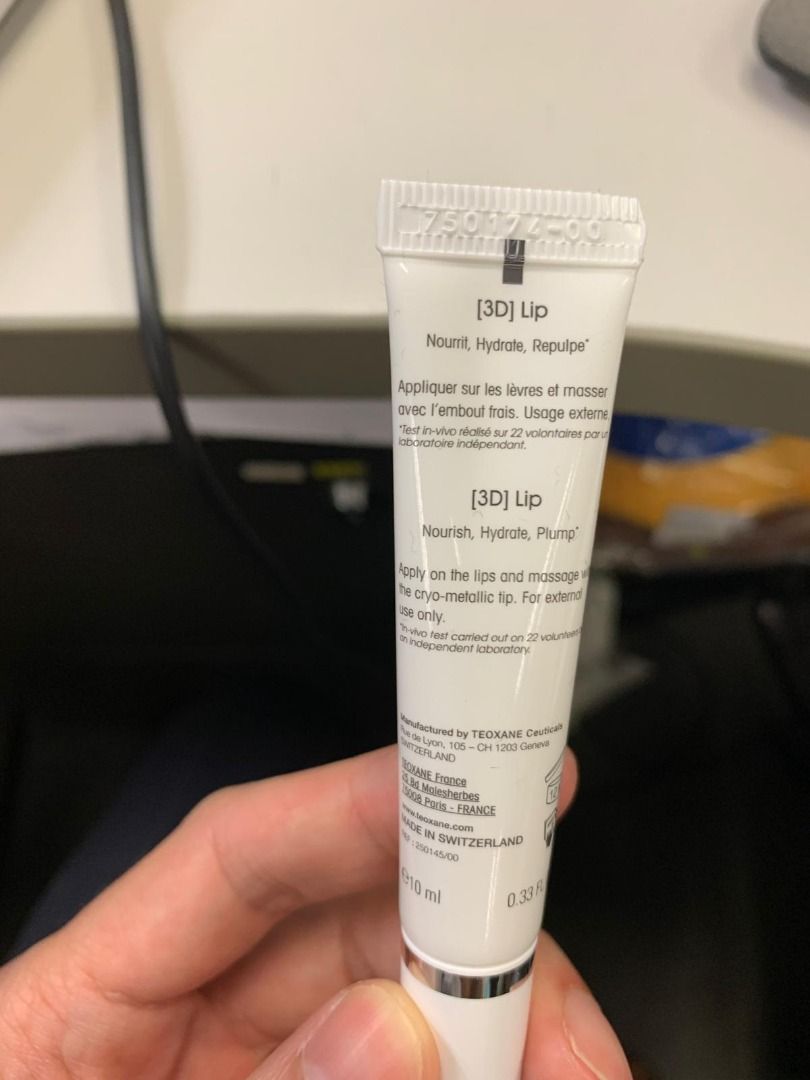 750174-00
[3D] Lip
Nourrit, Hydrate, Repulpe*
Appliquer sur les lèvres et masser
avec l'embout frais. Usage externe
*Test in-vivo réalisé sur 22 volontaires par un
laboratoire indépendant.
[3D] Lip
Nourish, Hydrate, Plump*
Apply on the lips and massage
the cryo-metallic tip. For external
use only.
*In-vivo test carried out on 22 volunteers
an independent laboratory.
Manufactured by TEOXANE Ceuticals
Rue de Lyon, 105 – CH 1203 Geneva
SWITZERLAND
TEOXANE France
25 Bd Malesherbes
75008 Paris - FRANCE
www.teoxane.com
MADE IN SWITZERLAND
REF : 250145/00
12
℮10 ml
0.33 FL